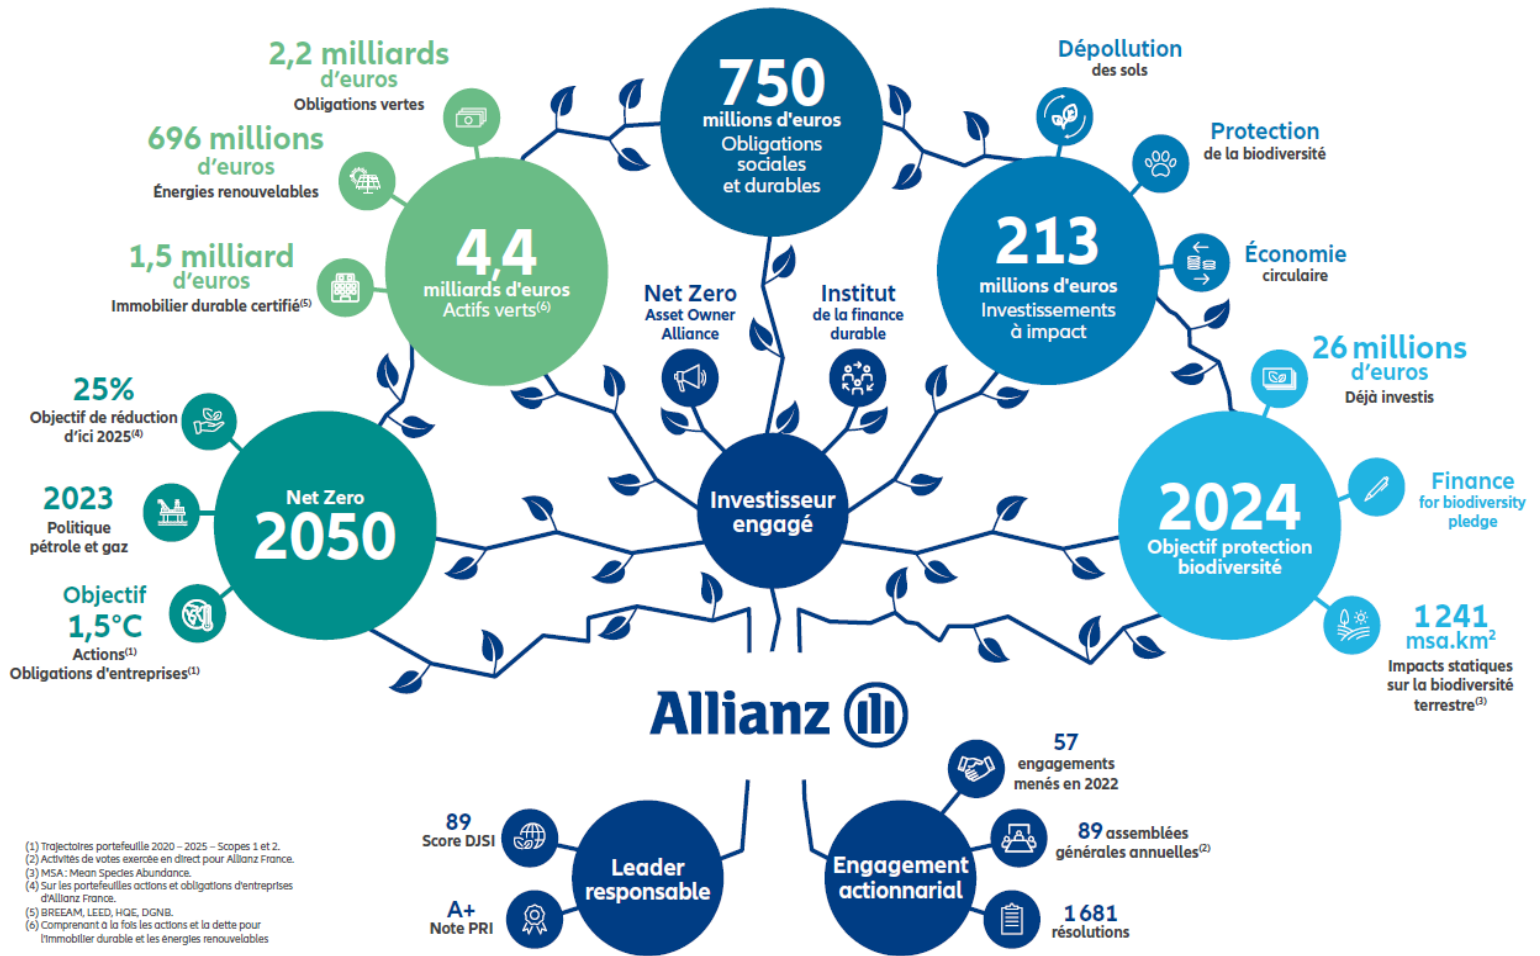 2,2 milliards
d'euros
Obligations vertes
696 millions
d'euros
Énergies renouvelables
1,5 milliard
d'euros
Immobilier durable certifié(5)
4,4
milliards d'euros
Actifs verts(6)
750
millions d'euros
Obligations
sociales
et durables
Dépollution
des sols
Protection
de la biodiversité
Économie
circulaire
213
millions d'euros
Investissements
à impact
Net Zero
Asset Owner
Alliance
Institut
de la finance
durable
25%
Objectif de réduction
d'ici 2025(4)
2023
Politique
pétrole et gaz
Objectif
1,5°C
Actions(1)
Obligations d'entreprises(1)
Net Zero
2050
Investisseur
engagé
26 millions
d'euros
Déjà investis
Finance
for biodiversity
pledge
1 241
msa.km2
Impacts statiques
sur la biodiversité
terrestre(3)
2024
Objectif protection
biodiversité
Allianz
89
Score DJSI
A+
Note PRI
Leader
responsable
Engagement
actionnarial
57
engagements
menés en 2022
89 assemblées
générales annuelles(2)
1 681
résolutions
(1) Trajectoires portefeuille 2020 – 2025 – Scopes 1 et 2.
(2) Activités de votes exercée en direct pour Allianz France.
(3) MSA : Mean Species Abundance.
(4) Sur les portefeuilles actions et obligations d'entreprises
d'Allianz France.
(5) BREEAM, LEED, HQE, DGNB.
(6) Comprenant à la fois les actions et la dette pour
l'immobilier durable et les énergies renouvelables